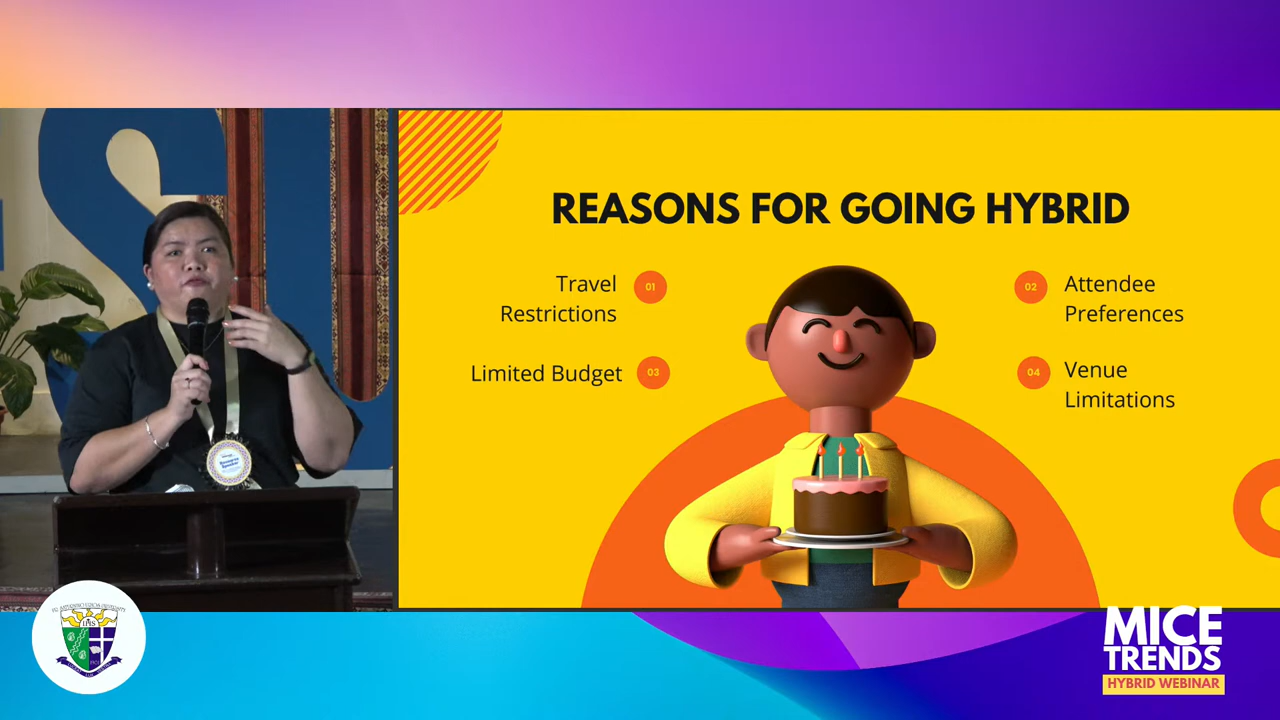 REASONS FOR GOING HYBRID
Travel
Restrictions
01
02
Attendee
Preferences
Limited Budget
03
04
Venue
Limitations
IHS
MICE
TRENDS
HYBRID WEBINAR